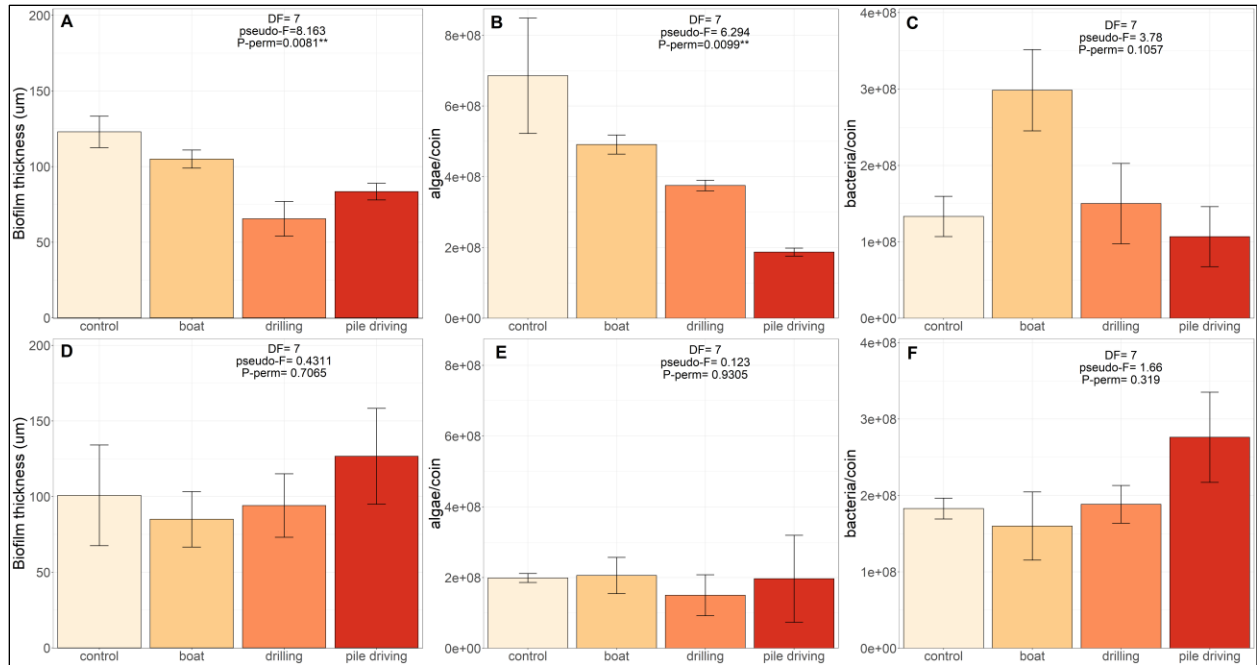 A
DF= 7
pseudo-F=8.163
P-perm=0.0081**
Biofilm thickness (um)
200
150
100
50
0
control boat drilling pile driving
B
DF= 7
pseudo-F= 6.294
P-perm=0.0099**
algae/coin
8e+08
6e+08
4e+08
2e+08
0e+00
control boat drilling pile driving
C
DF= 7
pseudo-F= 3.78
P-perm= 0.1057
bacteria/coin
4e+08
3e+08
2e+08
1e+08
0e+00
control boat drilling pile driving
D
DF= 7
pseudo-F= 0.4311
P-perm= 0.7065
Biofilm thickness (um)
200
150
100
50
0
control boat drilling pile driving
E
DF= 7
pseudo-F= 0.123
P-perm= 0.9305
algae/coin
8e+08
6e+08
4e+08
2e+08
0e+00
control boat drilling pile driving
F
DF= 7
pseudo-F= 1.66
P-perm= 0.319
bacteria/coin
4e+08
3e+08
2e+08
1e+08
0e+00
control boat drilling pile driving